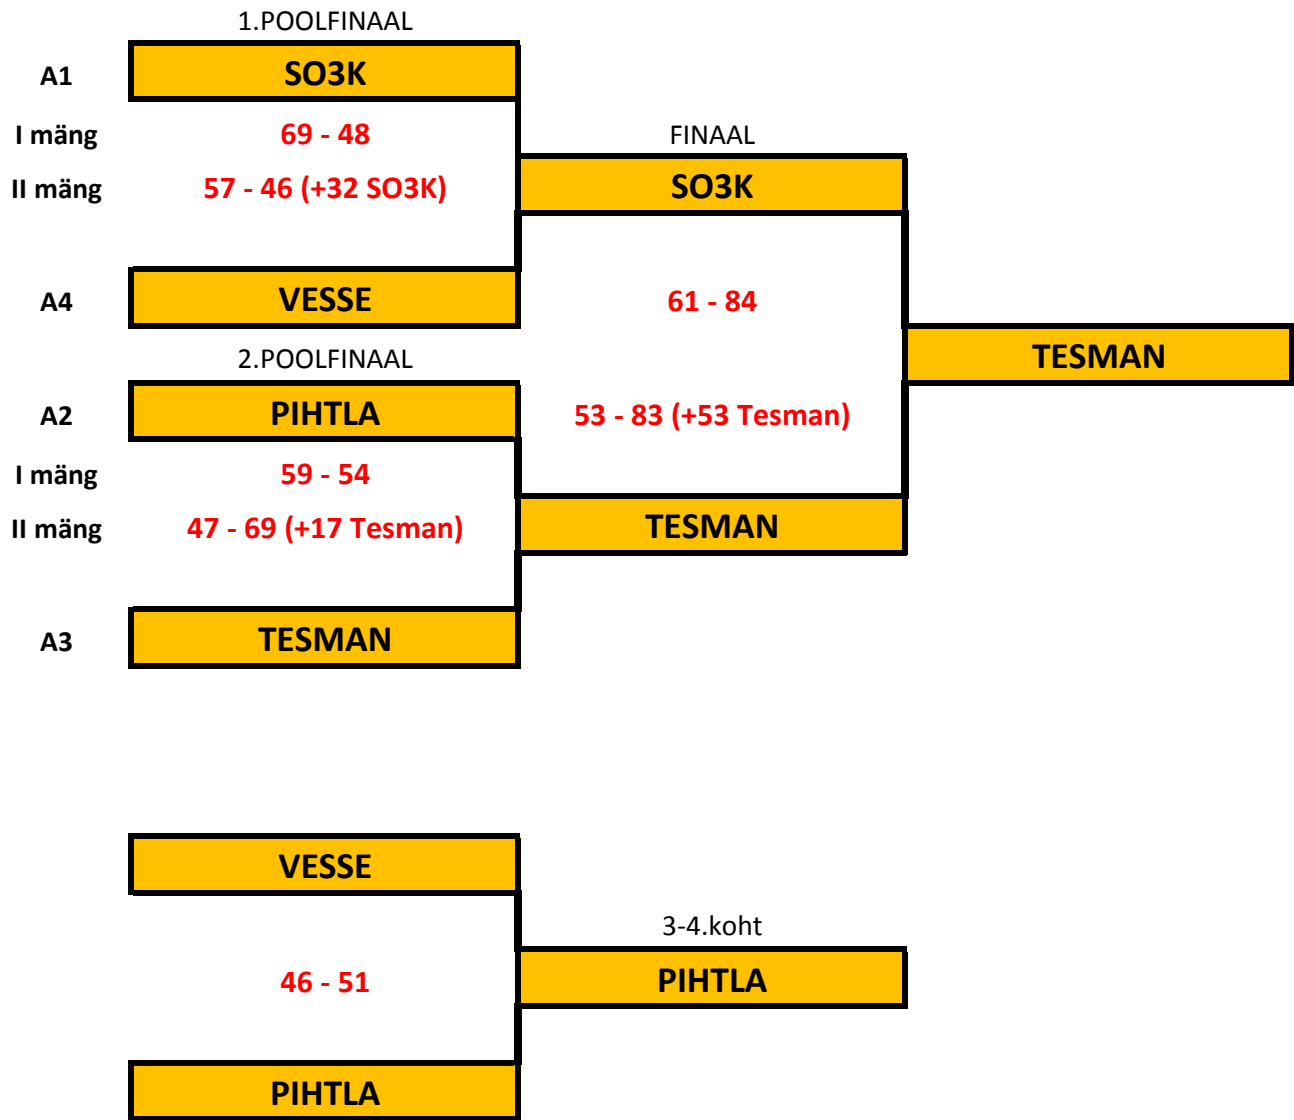 1.POOLFINAAL
A1 SO3K
I mäng 69 - 48
FINAAL
II mäng 57 - 46 (+32 SO3K)
SO3K
A4 VESSE
61 - 84
2.POOLFINAAL
TESMAN
A2 PIHTLA
53 - 83 (+53 Tesman)
I mäng 59 - 54
II mäng 47 - 69 (+17 Tesman)
TESMAN
A3 TESMAN
VESSE
3-4.koht
46 - 51
PIHTLA
PIHTLA